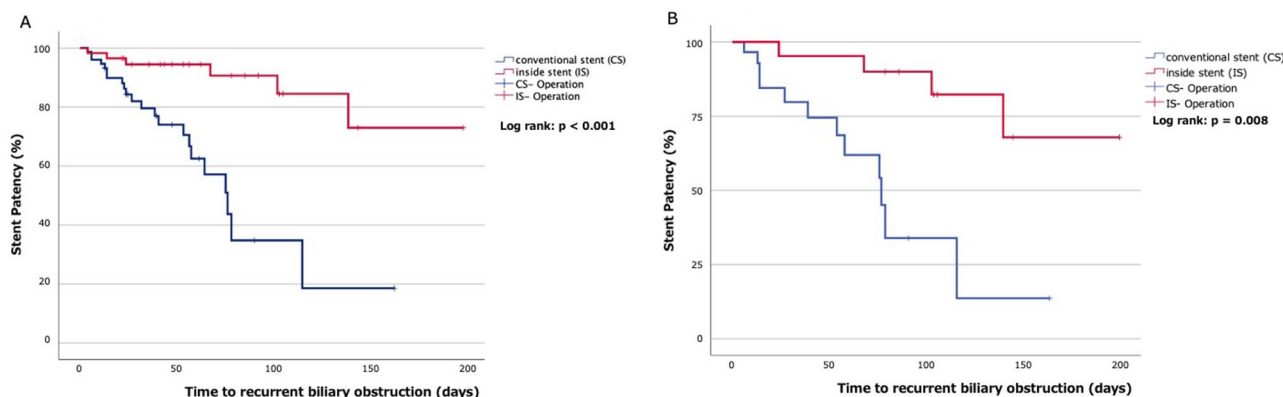 A
100
80
60
40
20
0
Stent Patency (%)
0 50 100 150 200
Time to recurrent biliary obstruction (days)
conventional stent (CS)
inside stent (IS)
CS- Operation
IS- Operation
Log rank: p < 0.001
B
100
75
50
25
0
Stent Patency (%)
0 50 100 150 200
Time to recurrent biliary obstruction (days)
conventional stent (CS)
inside stent (IS)
CS- Operation
IS- Operation
Log rank: p = 0.008